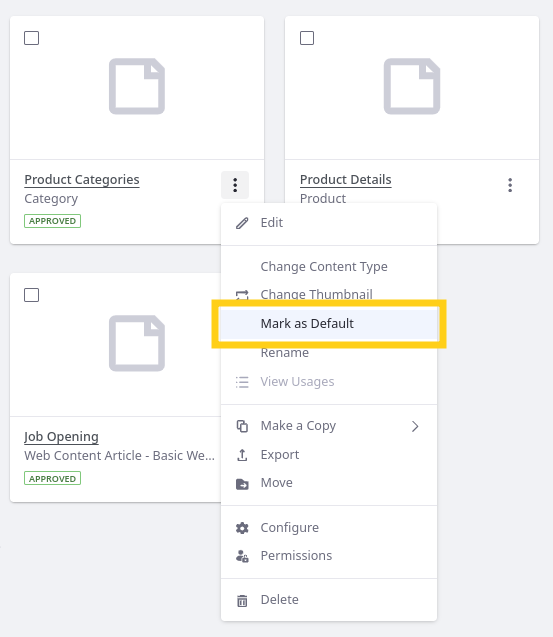 Product Categories
Category
APPROVED
Product Details
Product
Edit
Change Content Type
Change Thumbnail
Mark as Default
Rename
View Usages
Make a Copy
Export
Move
Configure
Permissions
Delete
Job Opening
Web Content Article - Basic We...
APPROVED